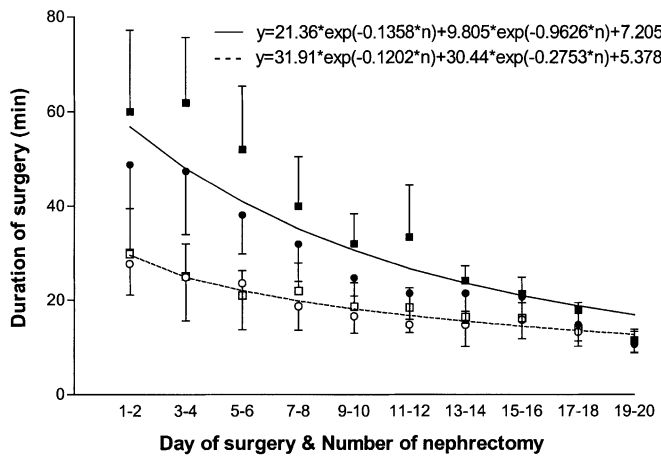 y=21.36*exp(-0.1358*n)+9.805*exp(-0.9626*n)+7.205
y=31.91*exp(-0.1202*n)+30.44*exp(-0.2753*n)+5.378
80
60
40
20
0
Duration of surgery (min)
1-2 3-4 5-6 7-8 9-10 11-12 13-14 15-16 17-18 19-20
Day of surgery & Number of nephrectomy